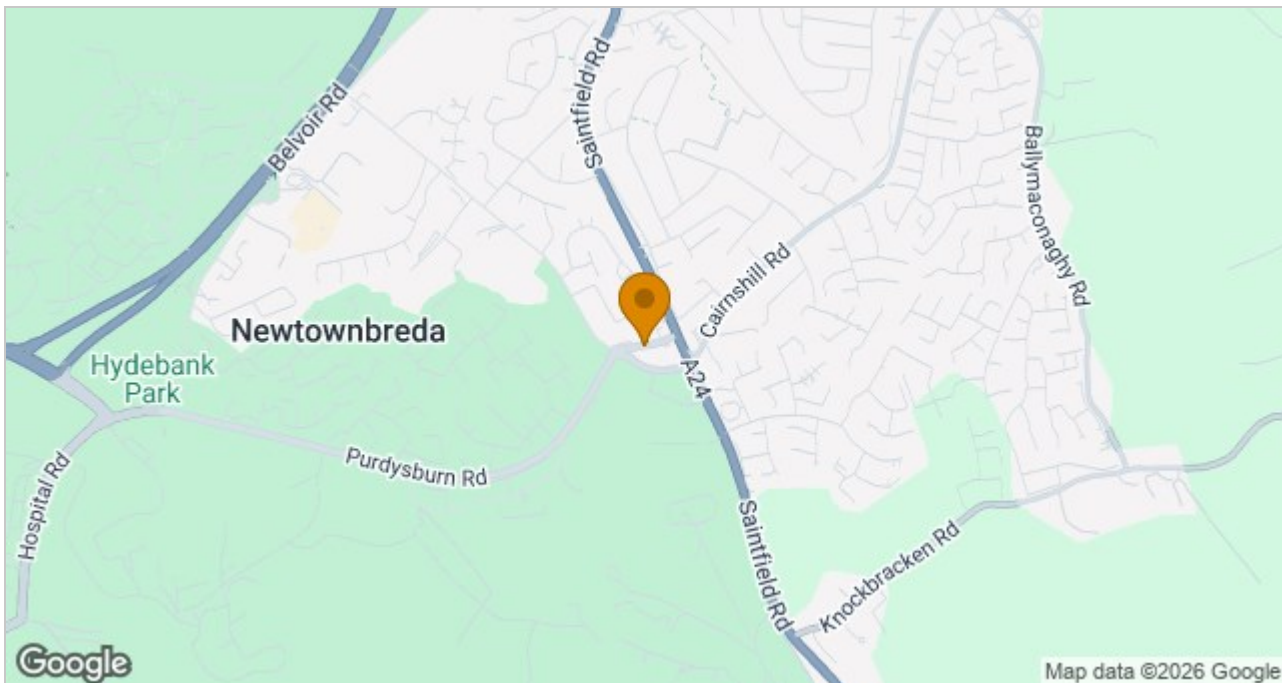 Belvoir Rd
Saintfield Rd
Ballymaconaghy Rd
Cairnshill Rd
Newtownbreda
A24
Hydebank
Park
Purdysburn Rd
Hospital Rd
Saintfield Rd
Knockbracken Rd
Google
Map data ©2026 Google